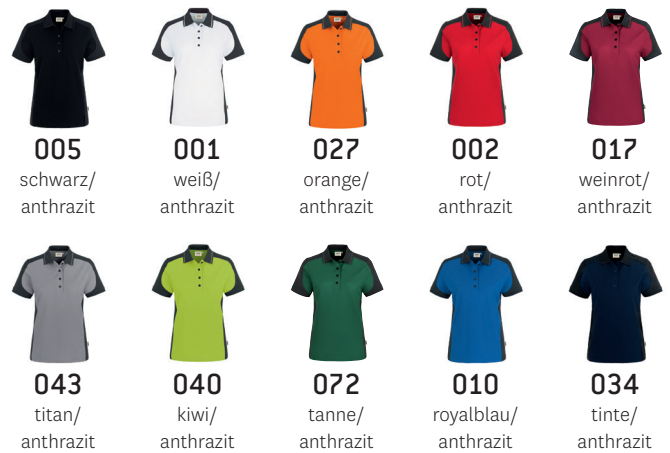 005 001 027 002 017
schwarz/ weiß/ orange/ rot/ weinrot/
anthrazit anthrazit anthrazit anthrazit anthrazit
043 040 072 010 034
titan/ kiwi/ tanne/ royalblau/ tinte/
anthrazit anthrazit anthrazit anthrazit anthrazit